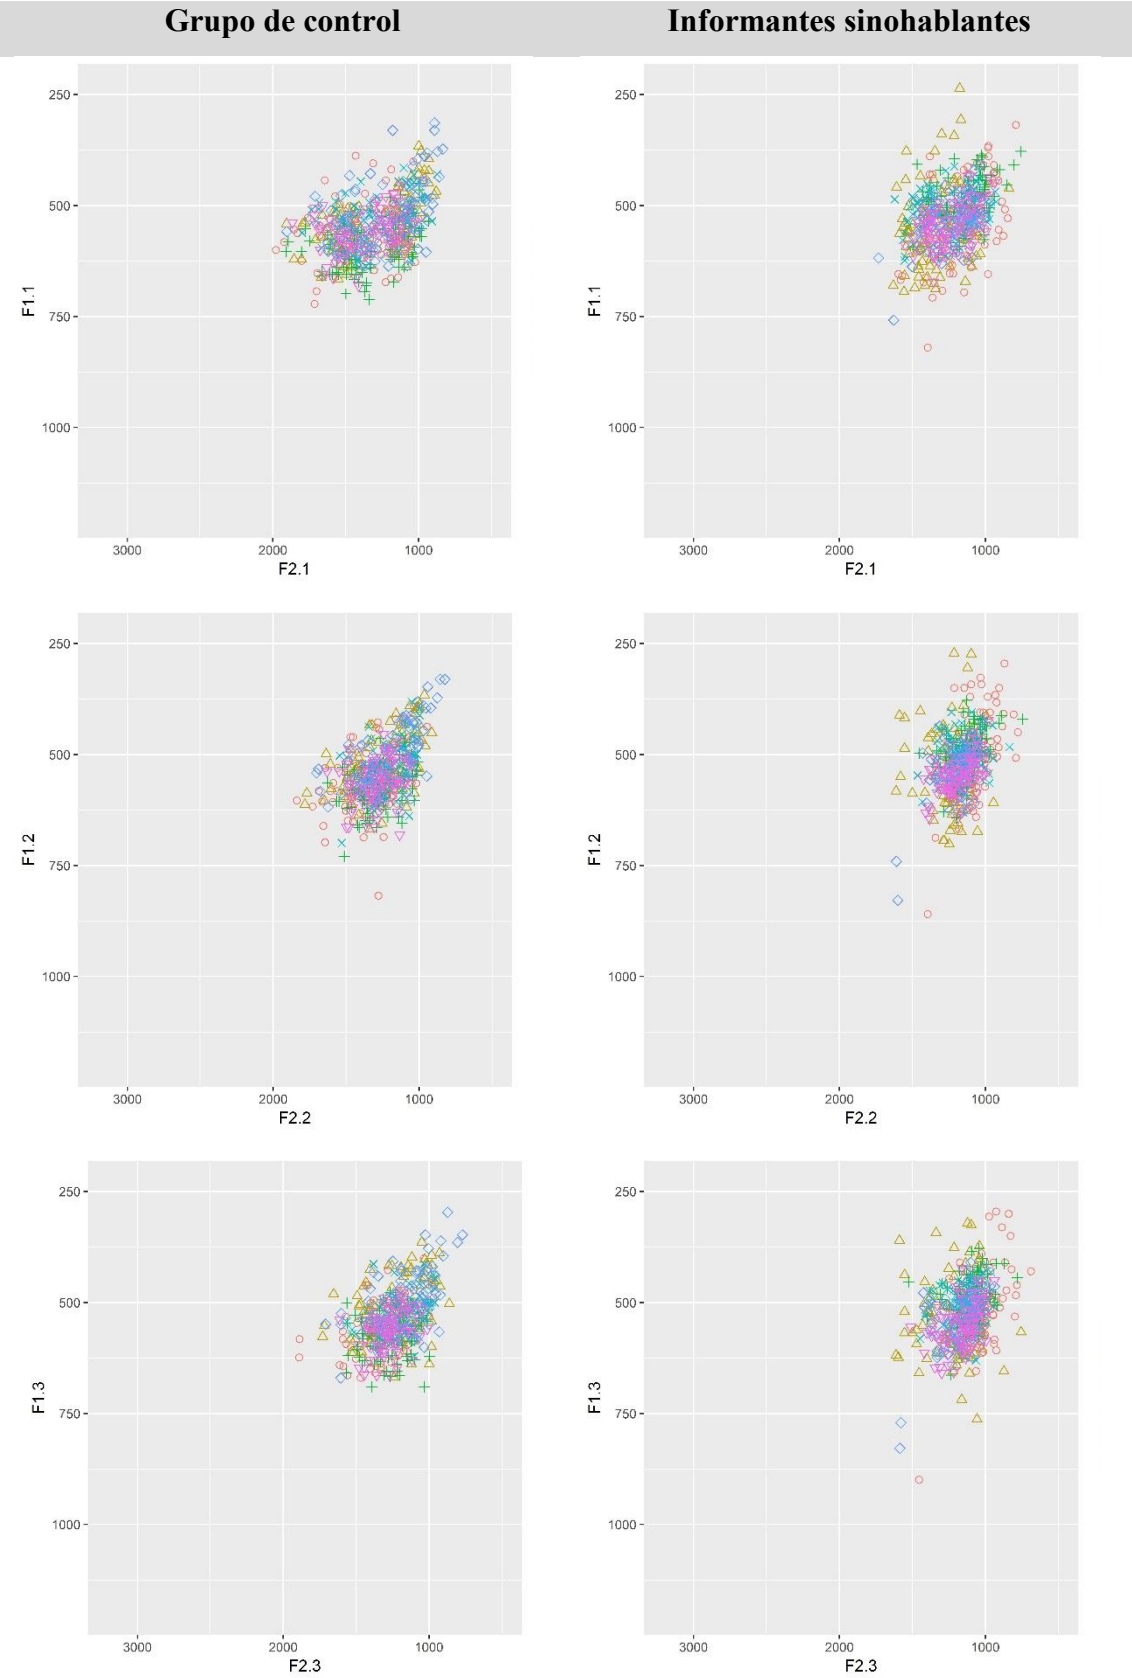 Grupo de control Informantes sinohablantes
250 250
500 500
F1.1 F1.1
750 750
1000 1000
3000 2000 1000 3000 2000 1000
F2.1 F2.1
250 250
500 500
F1.2 F1.2
750 750
1000 1000
3000 2000 1000 3000 2000 1000
F2.2 F2.2
250 250
500 500
F1.3 F1.3
750 750
1000 1000
3000 2000 1000 3000 2000 1000
F2.3 F2.3